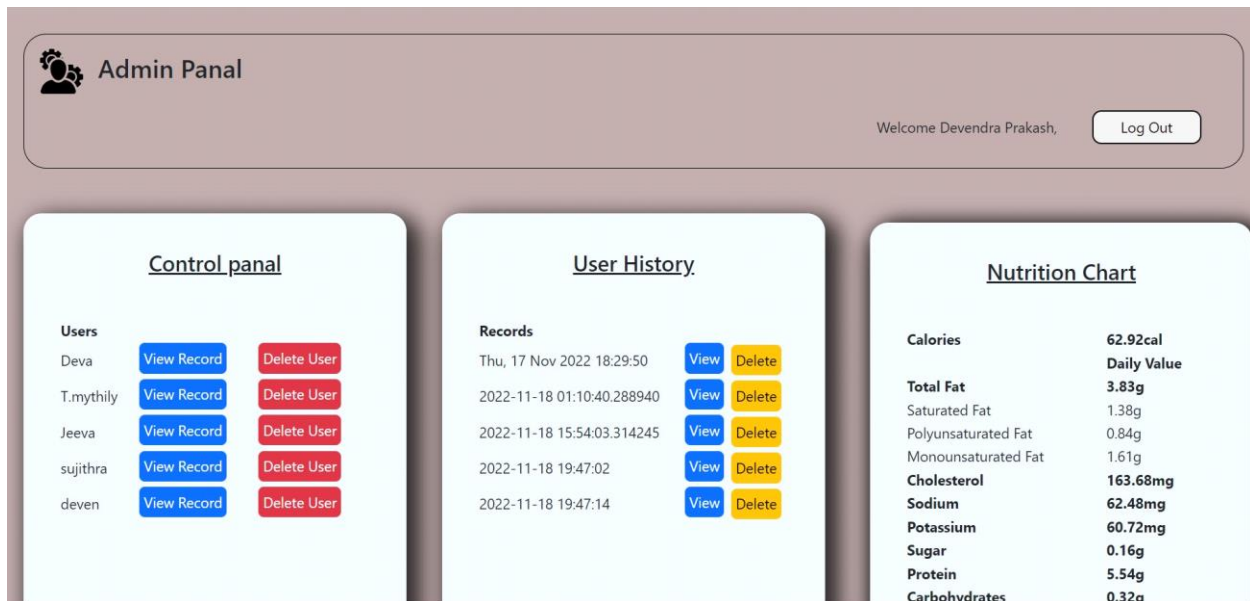 Admin Panal
Welcome Devendra Prakash,
Log Out
Control panal
Users
Deva View Record Delete User
T.mythily View Record Delete User
Jeeva View Record Delete User
sujithra View Record Delete User
deven View Record Delete User
User History
Records
Thu, 17 Nov 2022 18:29:50 View Delete
2022-11-18 01:10:40.288940 View Delete
2022-11-18 15:54:03.314245 View Delete
2022-11-18 19:47:02 View Delete
2022-11-18 19:47:14 View Delete
Nutrition Chart
Calories 62.92cal
Daily Value
Total Fat 3.83g
Saturated Fat 1.38g
Polyunsaturated Fat 0.84g
Monounsaturated Fat 1.61g
Cholesterol 163.68mg
Sodium 62.48mg
Potassium 60.72mg
Sugar 0.16g
Protein 5.54g
Carbohydrates 0.32g